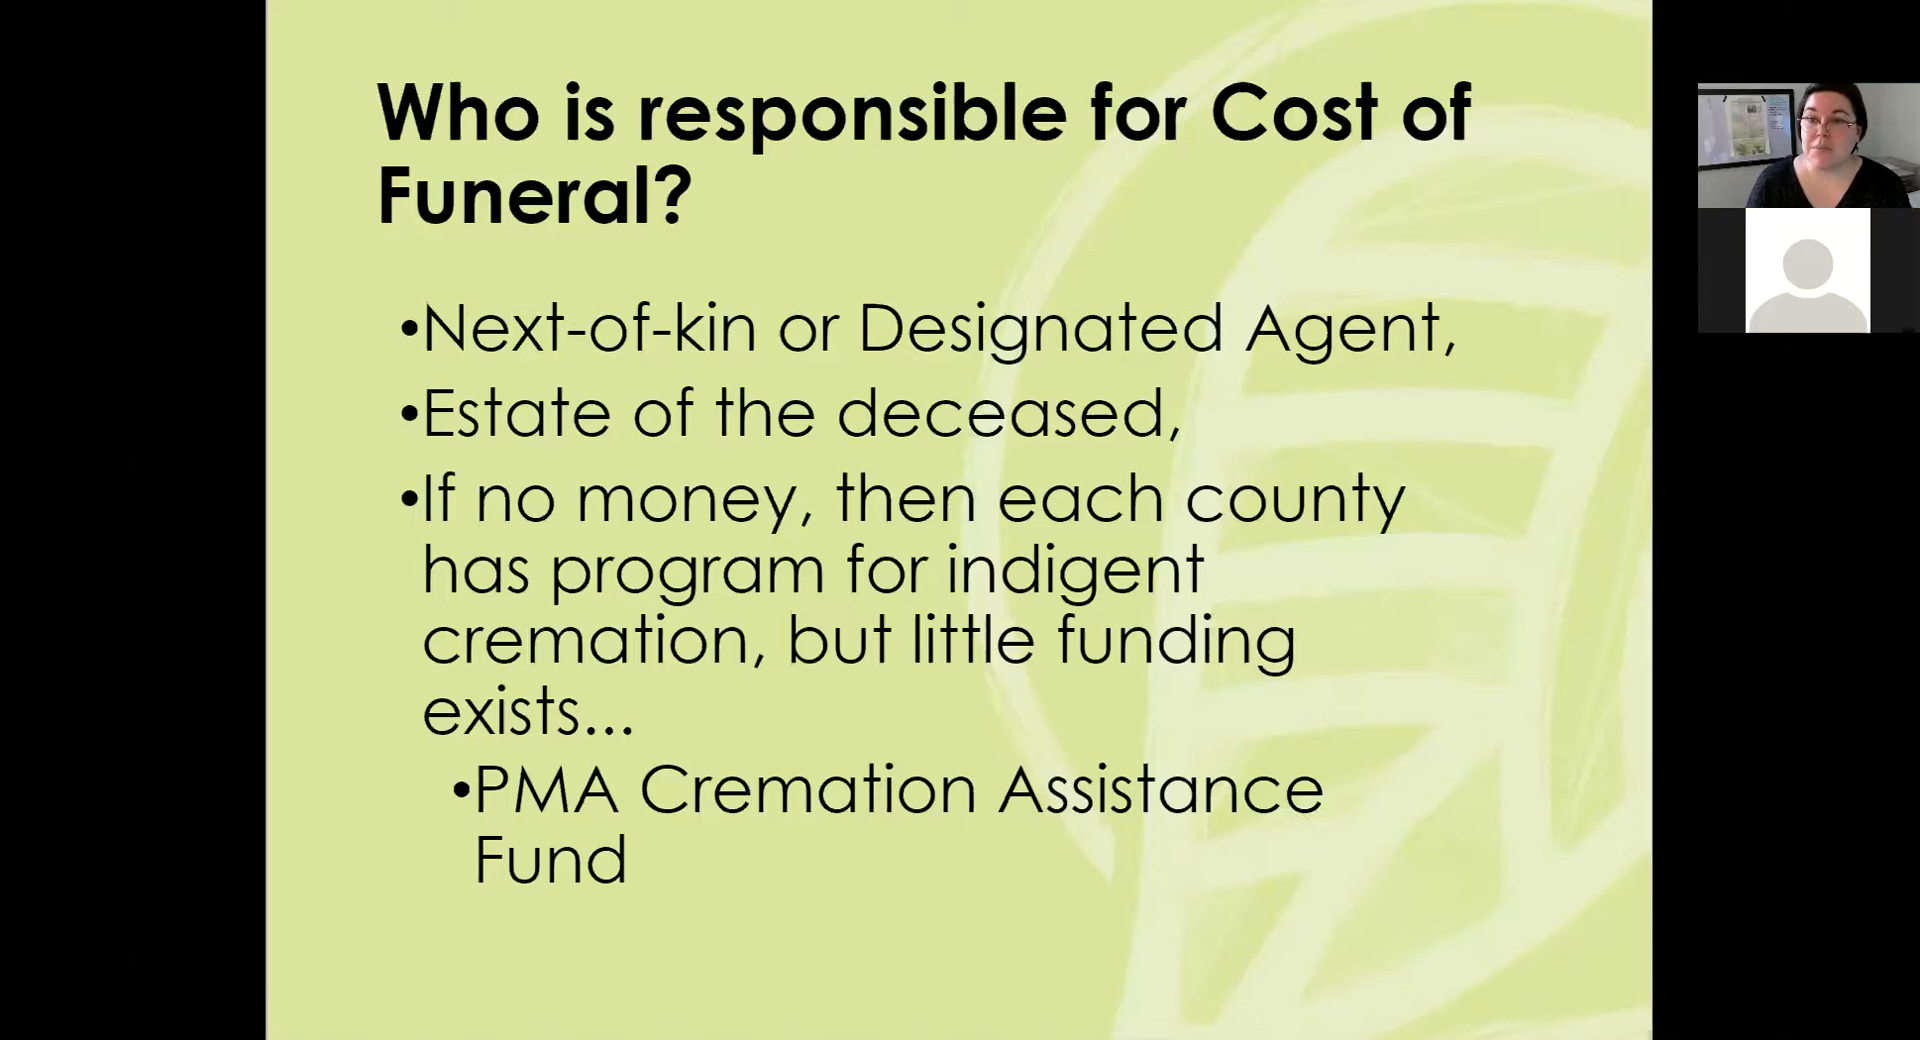 Who is responsible for Cost of
Funeral?
•Next-of-kin or Designated Agent,
•Estate of the deceased,
•If no money, then each county
has program for indigent
cremation, but little funding
exists...
•PMA Cremation Assistance
Fund